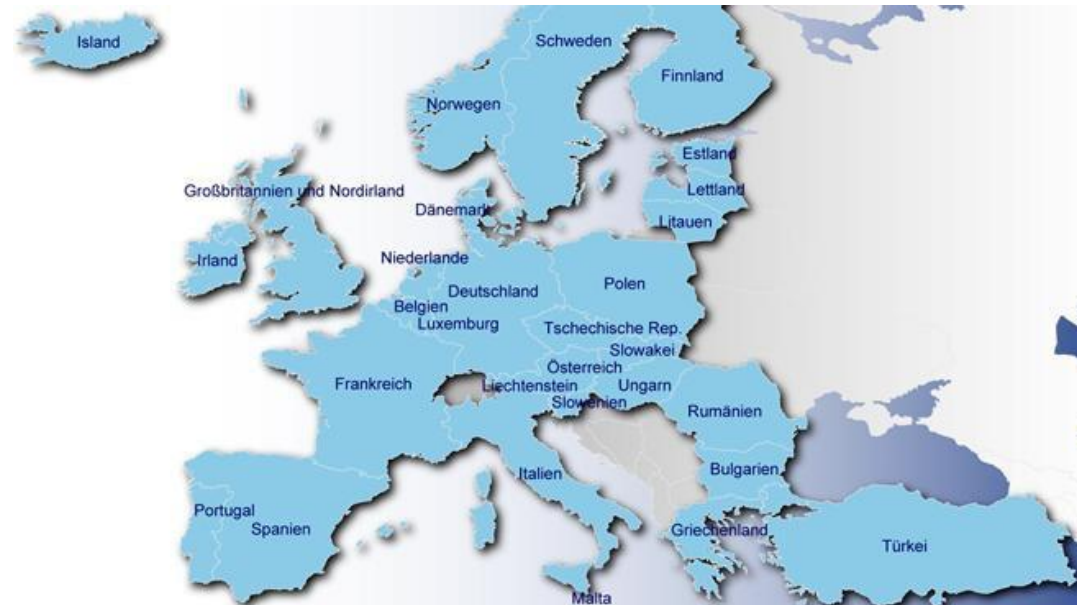 Island
Schweden
Finnland
Norwegen
Estland
Großbritannien und Nordirland
Lettland
Dänemark
Litauen
Irland
Niederlande
Polen
Deutschland
Belgien
Luxemburg
Tschechische Rep.
Slowakei
Österreich
Frankreich
Liechtenstein
Ungarn
Slowenien
Rumänien
Italien
Bulgarien
Portugal
Spanien
Griechenland
Türkei
Malta